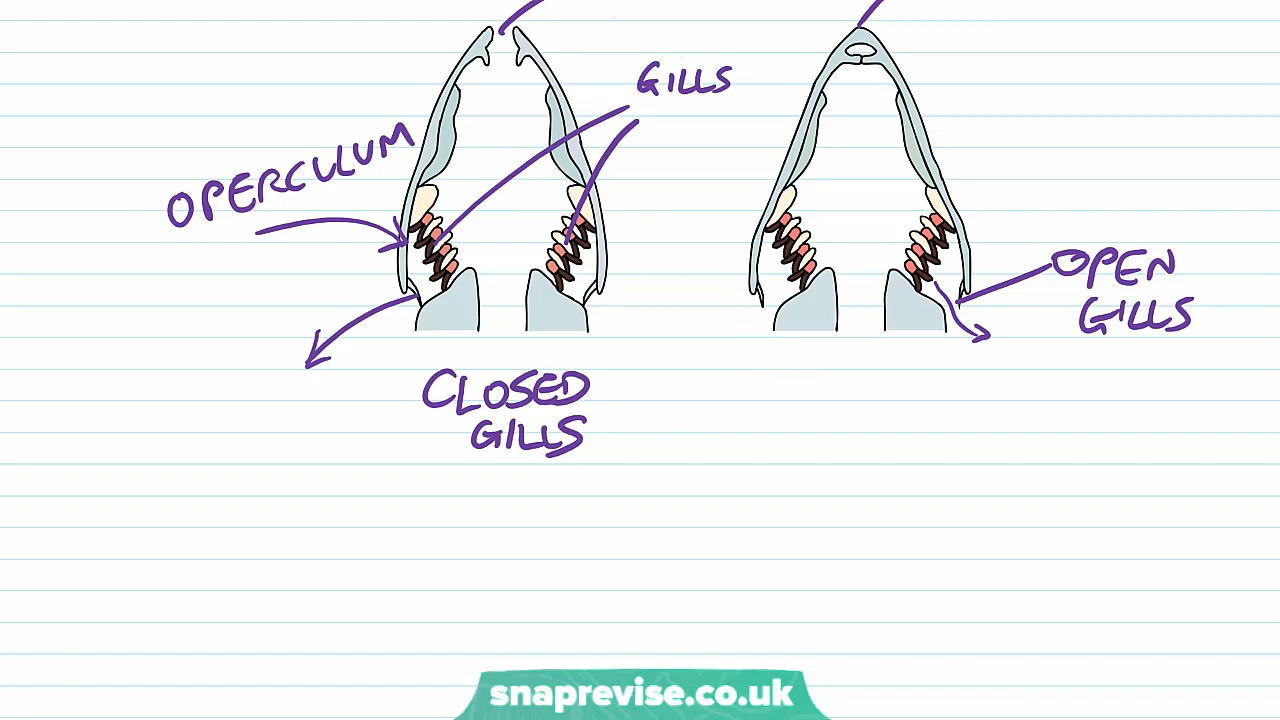 GILLS
OPERCULUM
OPEN
GILLS
CLOSED
GILLS
snaprevise.co.uk